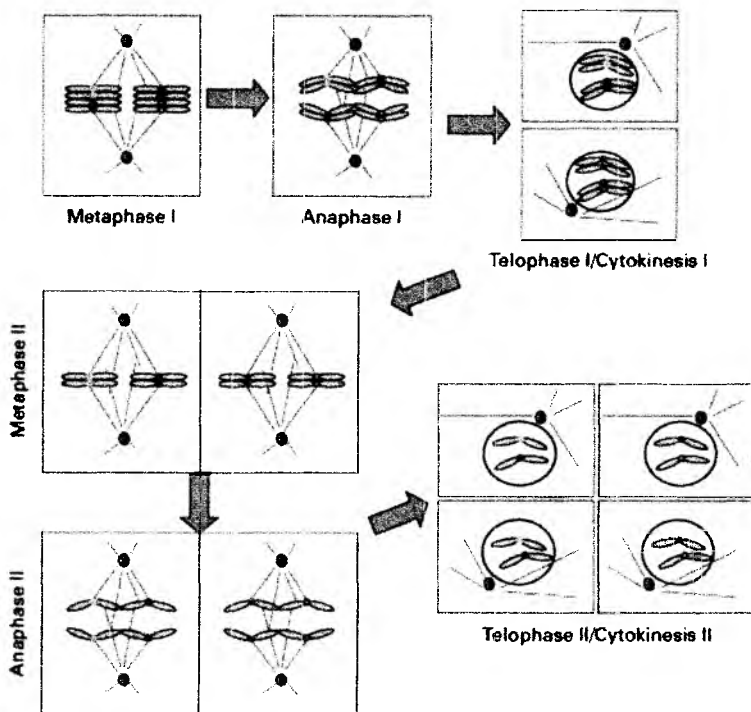 Metaphase I
Anaphase I
Telophase I/Cytokinesis I
Metaphase II
Anaphase II
Telophase II/Cytokinesis II